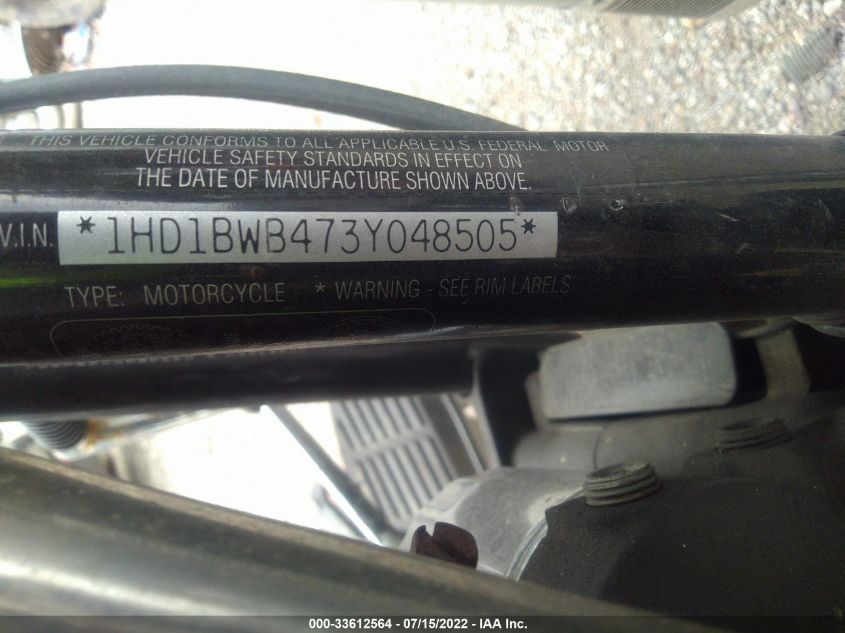 THIS VEHICLE CONFORMS TO ALL APPLICABLE U.S. FEDERAL MOTOR
VEHICLE SAFETY STANDARDS IN EFFECT ON
THE DATE OF MANUFACTURE SHOWN ABOVE.
V.I.N. *1HD1BWB473Y048505*
TYPE: MOTORCYCLE * WARNING - SEE RIM LABELS
000-33612564 - 07/15/2022 - IAA Inc.